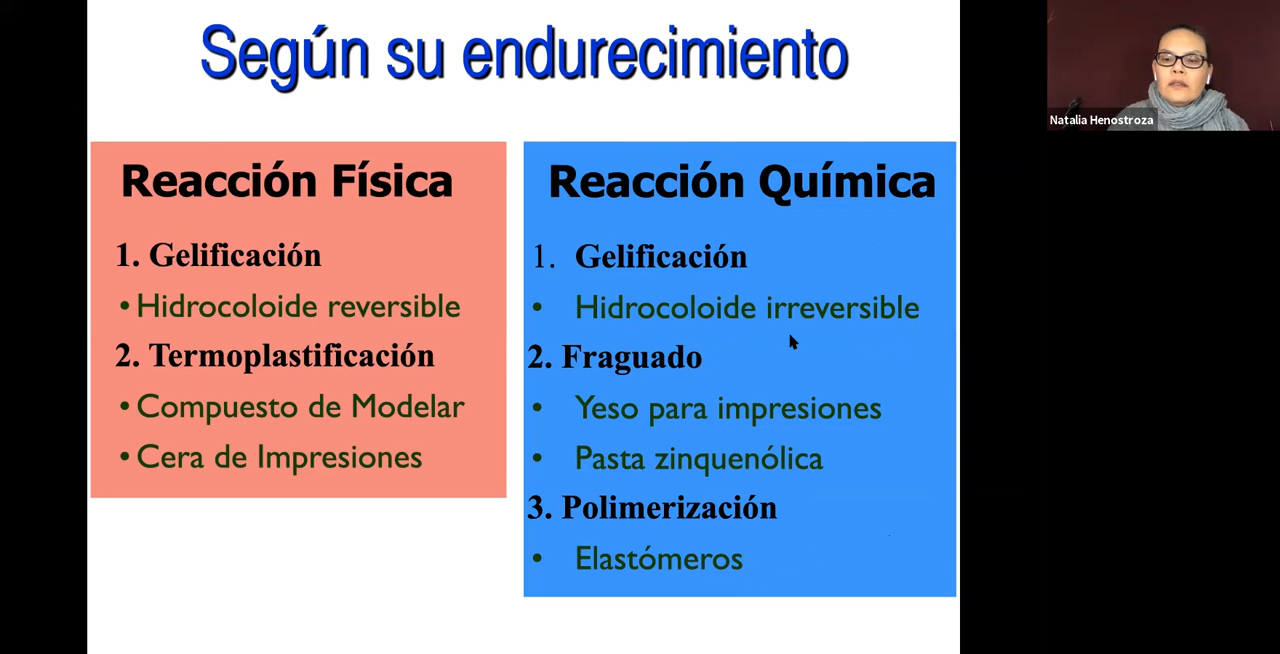 Según su endurecimiento
Reacción Física
1. Gelificación
• Hidrocoloide reversible
2. Termoplastificación
• Compuesto de Modelar
• Cera de Impresiones
Reacción Química
1. Gelificación
• Hidrocoloide irreversible
2. Fraguado
• Yeso para impresiones
• Pasta zinquenólica
3. Polimerización
• Elastómeros
Natalia Henostroza